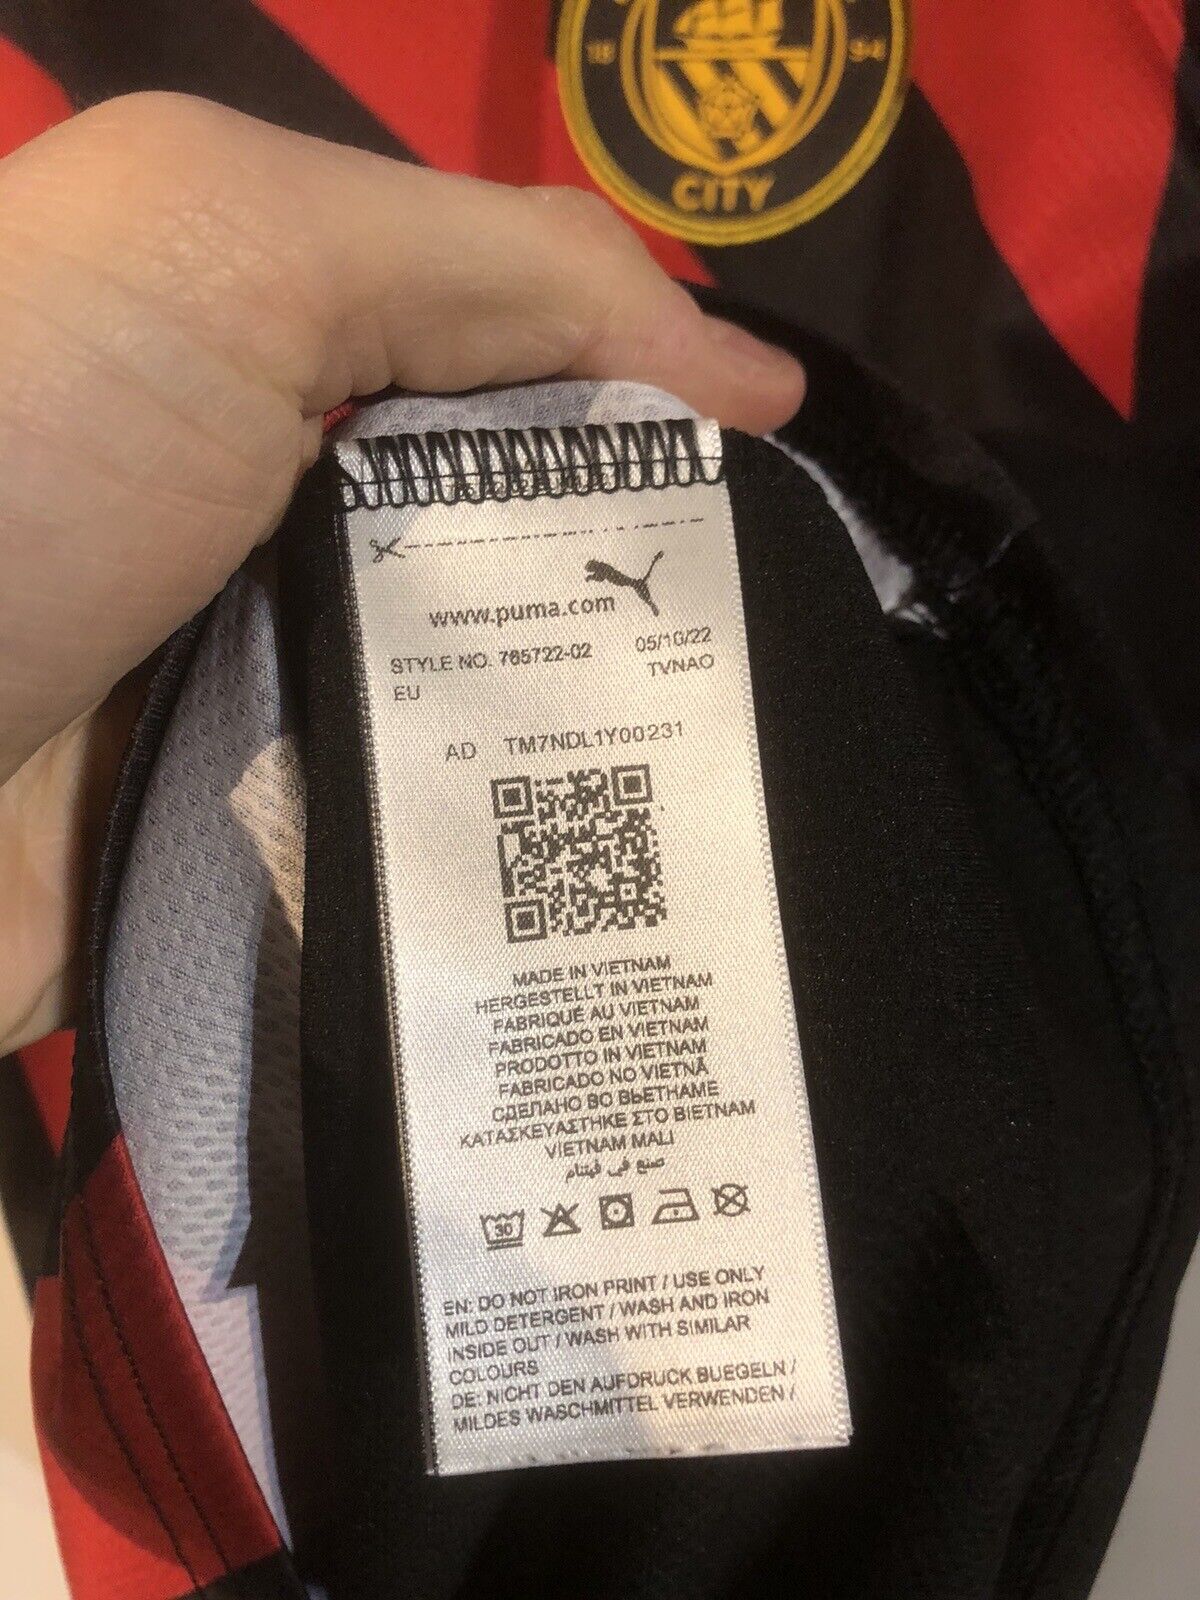 18 94
CITY
www.puma.com
STYLE NO. 765722-02 05/10/22
EU TVNAO
AD TM7NDL1Y00231
MADE IN VIETNAM
HERGESTELLT IN VIETNAM
FABRIQUÉ AU VIETNAM
FABRICADO EN VIETNAM
PRODOTTO IN VIETNAM
FABRICADO NO VIETNÃ
СДЕЛАНО ВО ВЬЕТНАМЕ
ΚΑΤΑΣΚΕΥΑΣΤΗΚΕ ΣΤΟ ΒΙΕΤΝΑΜ
VIETNAM MALI
صنع في فيتنام
30
EN: DO NOT IRON PRINT / USE ONLY
MILD DETERGENT / WASH AND IRON
INSIDE OUT / WASH WITH SIMILAR
COLOURS
DE: NICHT DEN AUFDRUCK BUEGELN /
MILDES WASCHMITTEL VERWENDEN /